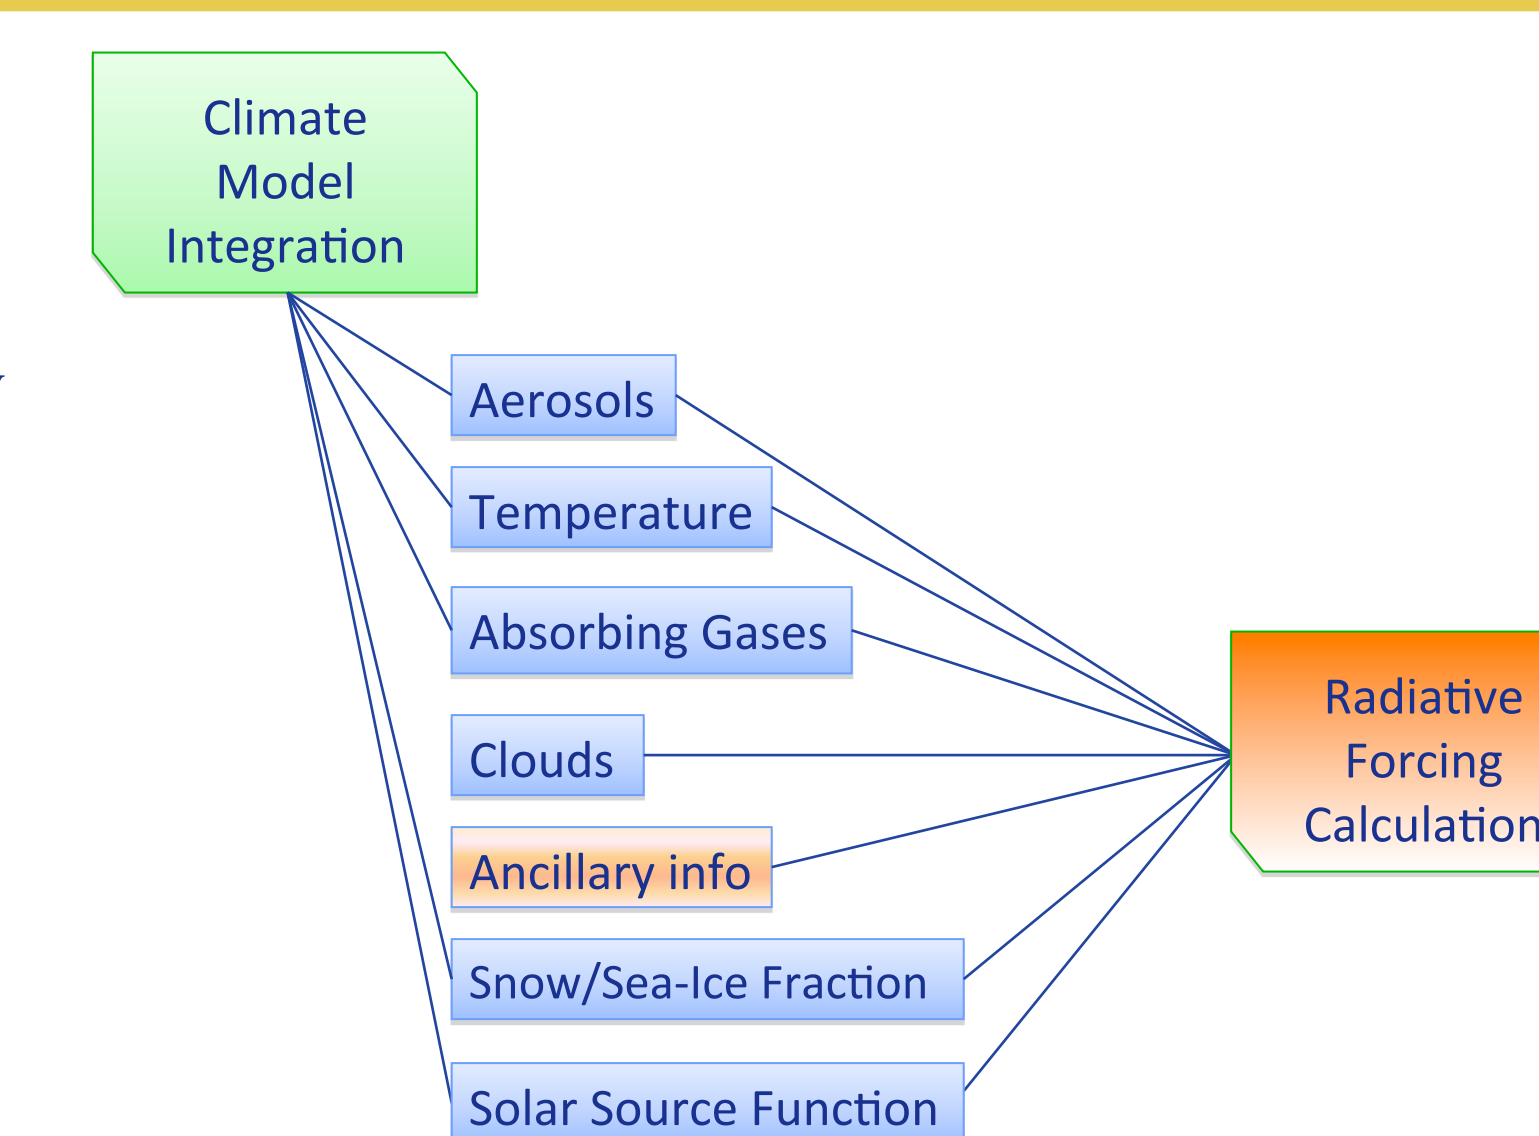 Climate
Model
Integration
Aerosols
Temperature
Absorbing Gases
Clouds
Ancillary info
Snow/Sea-Ice Fraction
Solar Source Function
Radiative
Forcing
Calculation